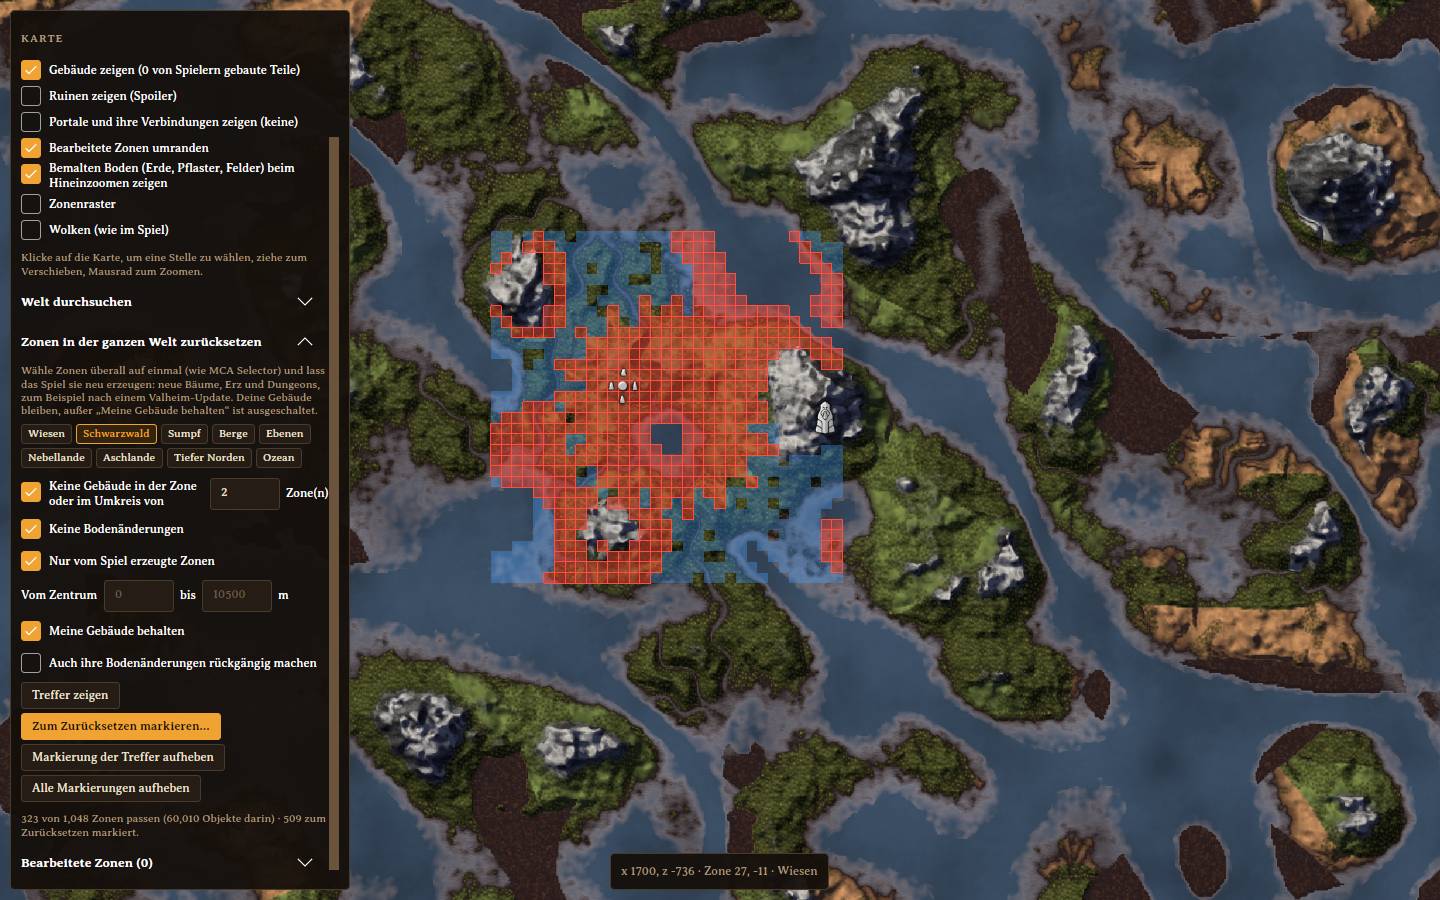 KARTE
Gebäude zeigen (0 von Spielern gebaute Teile)
Ruinen zeigen (Spoiler)
Portale und ihre Verbindungen zeigen (keine)
Bearbeitete Zonen umranden
Bemalten Boden (Erde, Pflaster, Felder) beim
Hineinzoomen zeigen
Zonenraster
Wolken (wie im Spiel)
Klicke auf die Karte, um eine Stelle zu wählen, ziehe zum
Verschieben, Mausrad zum Zoomen.
Welt durchsuchen
Zonen in der ganzen Welt zurücksetzen
Wähle Zonen überall auf einmal (wie MCA Selector) und lass
das Spiel sie neu erzeugen: neue Bäume, Erz und Dungeons,
zum Beispiel nach einem Valheim-Update. Deine Gebäude
bleiben, außer „Meine Gebäude behalten“ ist ausgeschaltet.
Wiesen Schwarzwald Sumpf Berge Ebenen
Nebellande Aschlande Tiefer Norden Ozean
Keine Gebäude in der Zone
oder im Umkreis von 2 Zone(n)
Keine Bodenänderungen
Nur vom Spiel erzeugte Zonen
Vom Zentrum 0 bis 10500 m
Meine Gebäude behalten
Auch ihre Bodenänderungen rückgängig machen
Treffer zeigen
Zum Zurücksetzen markieren...
Markierung der Treffer aufheben
Alle Markierungen aufheben
323 von 1,048 Zonen passen (60,010 Objekte darin) · 509 zum
Zurücksetzen markiert.
Bearbeitete Zonen (0)
x 1700, z -736 · Zone 27, -11 · Wiesen